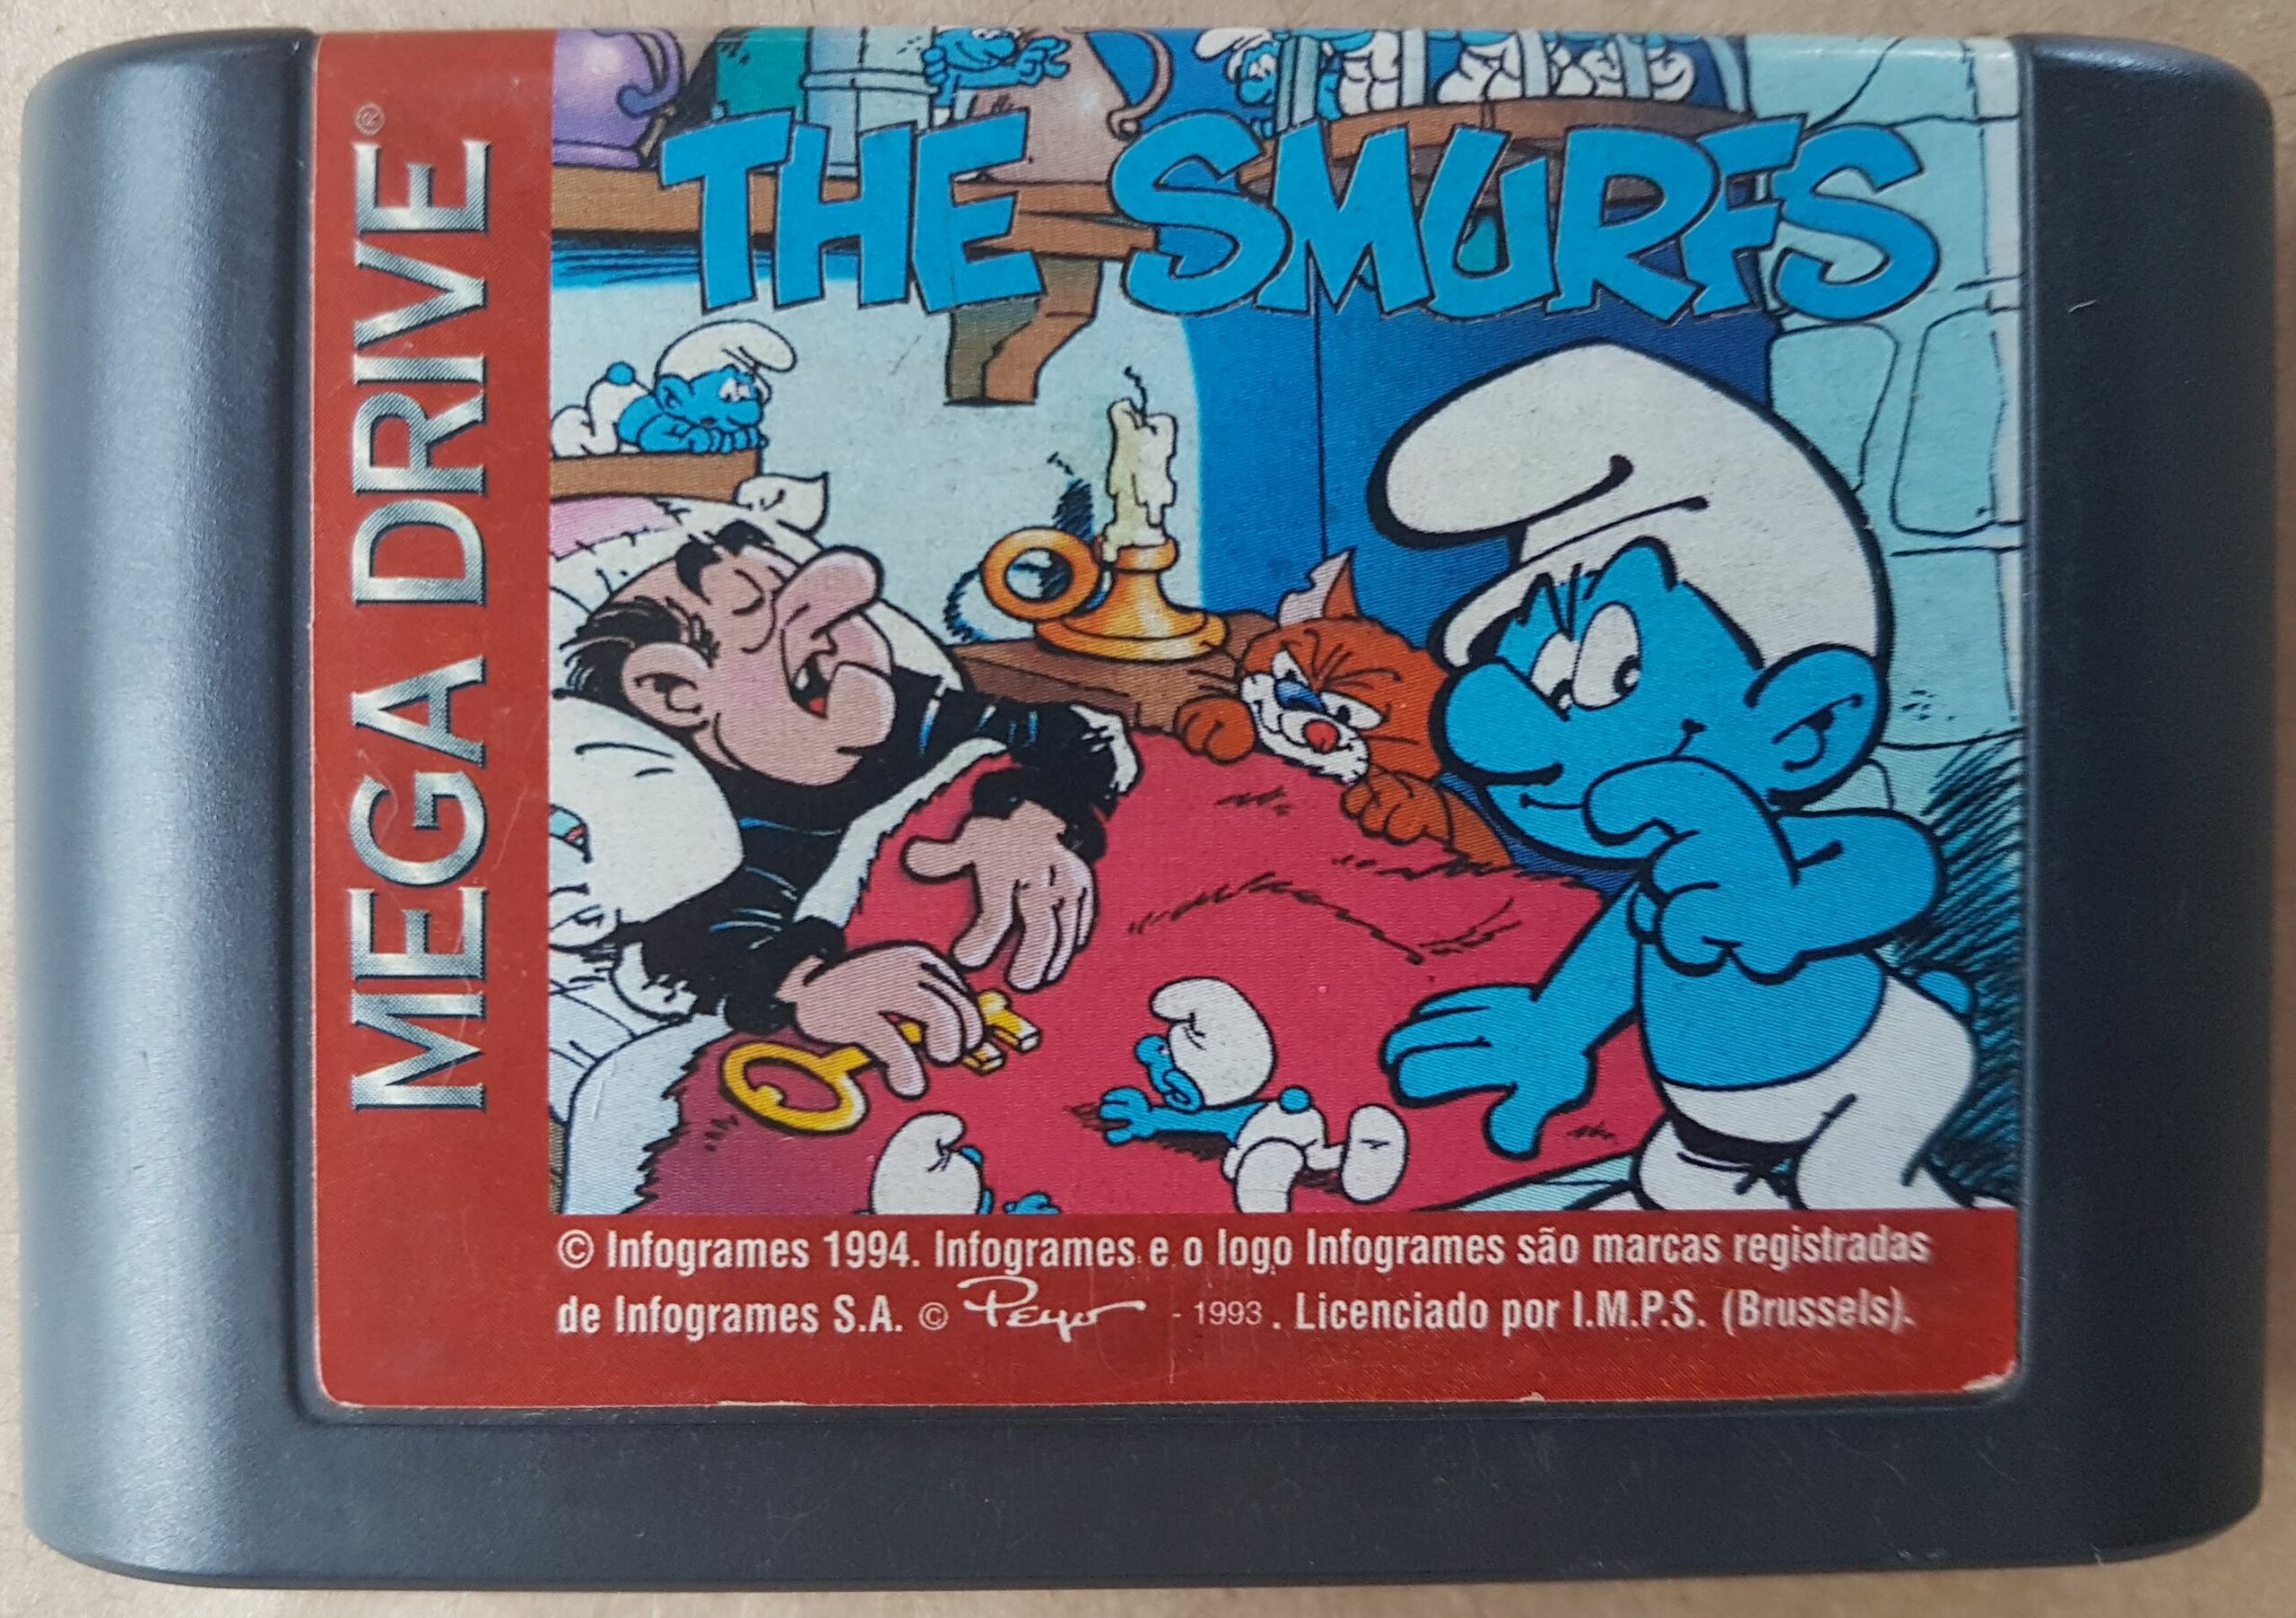 MEGA DRIVE®
THE SMURFS
© Infogrames 1994. Infogrames e o logo Infogrames são marcas registradas
de Infogrames S.A. © Peyo - 1993. Licenciado por I.M.P.S. (Brussels).